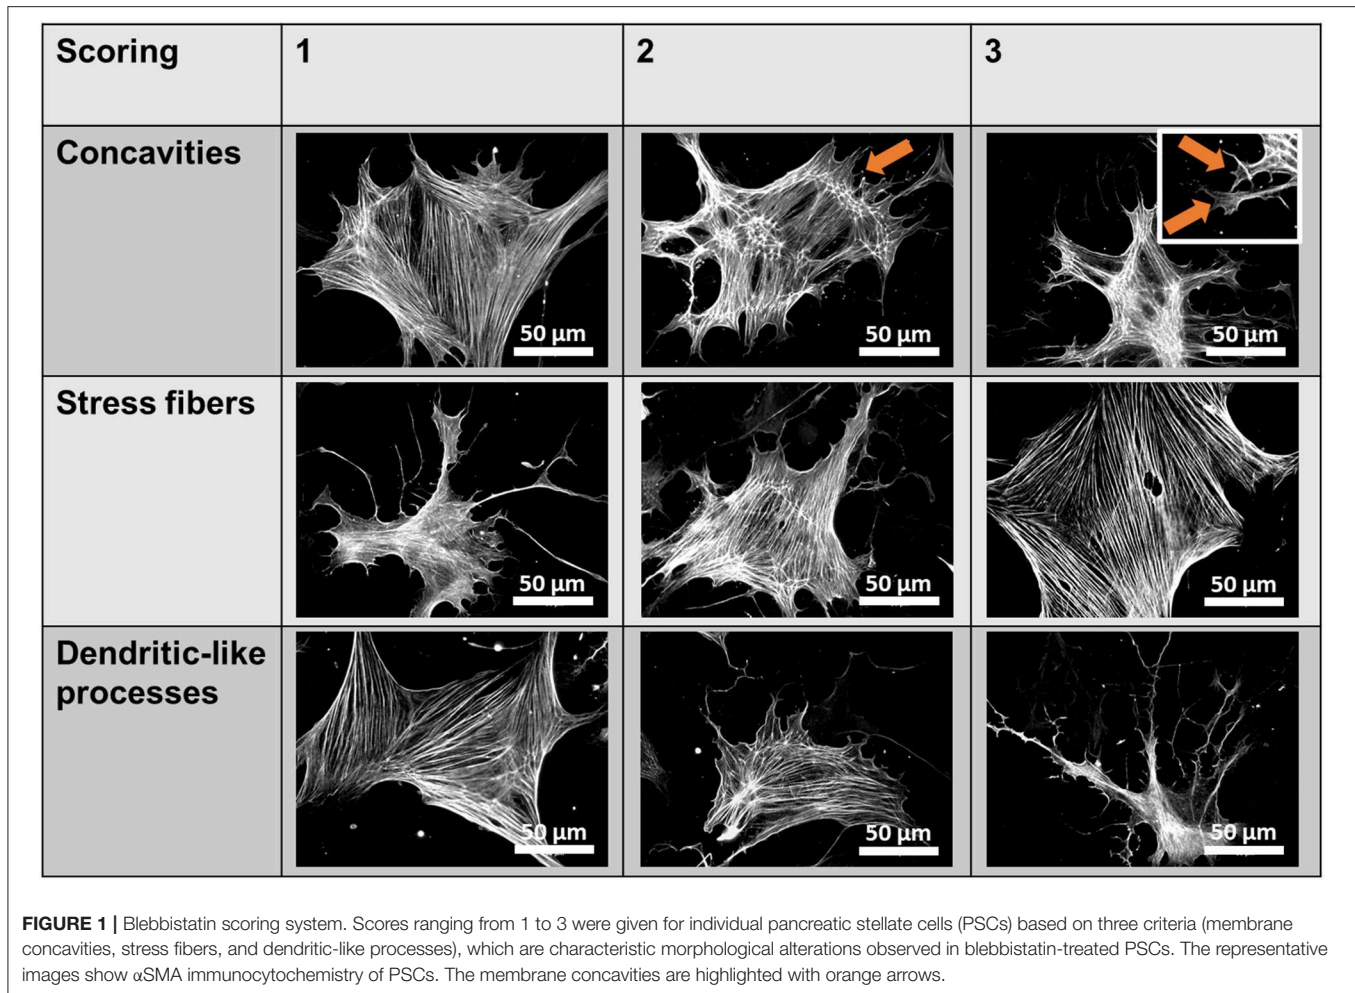 Scoring 1 2 3
Concavities
50 µm 50 µm 50 µm
Stress fibers
50 µm 50 µm 50 µm
Dendritic-like
processes
50 µm 50 µm 50 µm
FIGURE 1 | Blebbistatin scoring system. Scores ranging from 1 to 3 were given for individual pancreatic stellate cells (PSCs) based on three criteria (membrane
concavities, stress fibers, and dendritic-like processes), which are characteristic morphological alterations observed in blebbistatin-treated PSCs. The representative
images show αSMA immunocytochemistry of PSCs. The membrane concavities are highlighted with orange arrows.